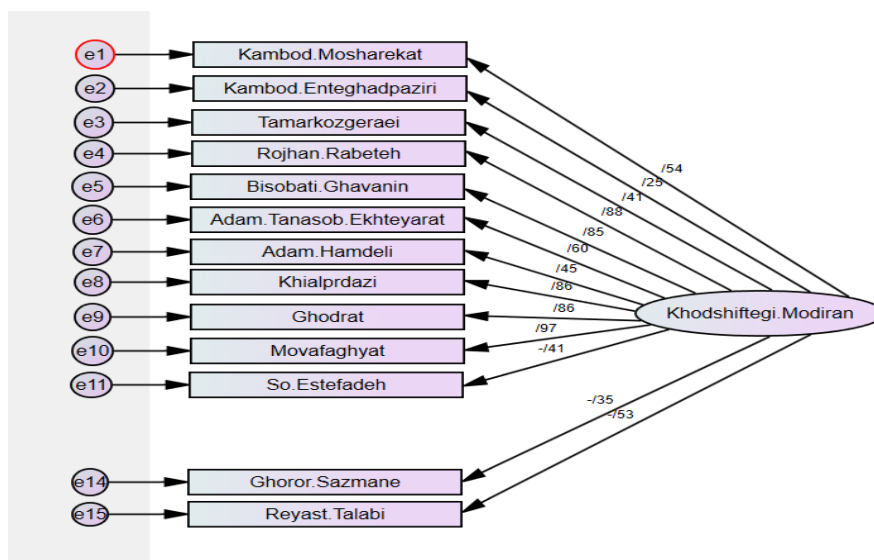 e1 Kambod.Mosharekat
e2 Kambod.Enteghadpaziri
e3 Tamarkozgeraei
e4 Rojhan.Rabeteh
e5 Bisobati.Ghavanin
e6 Adam.Tanasob.Ekhteyarat
e7 Adam.Hamdeli
e8 Khialprdazi
e9 Ghodrat
e10 Movafaghyat
e11 So.Estefadeh
e14 Ghoror.Sazmane
e15 Reyast.Talabi
/54
/25
/41
/88
/85
/60
/45
/86
/86
/97
-/41
-/35
-/53
Khodshiftegi.Modiran